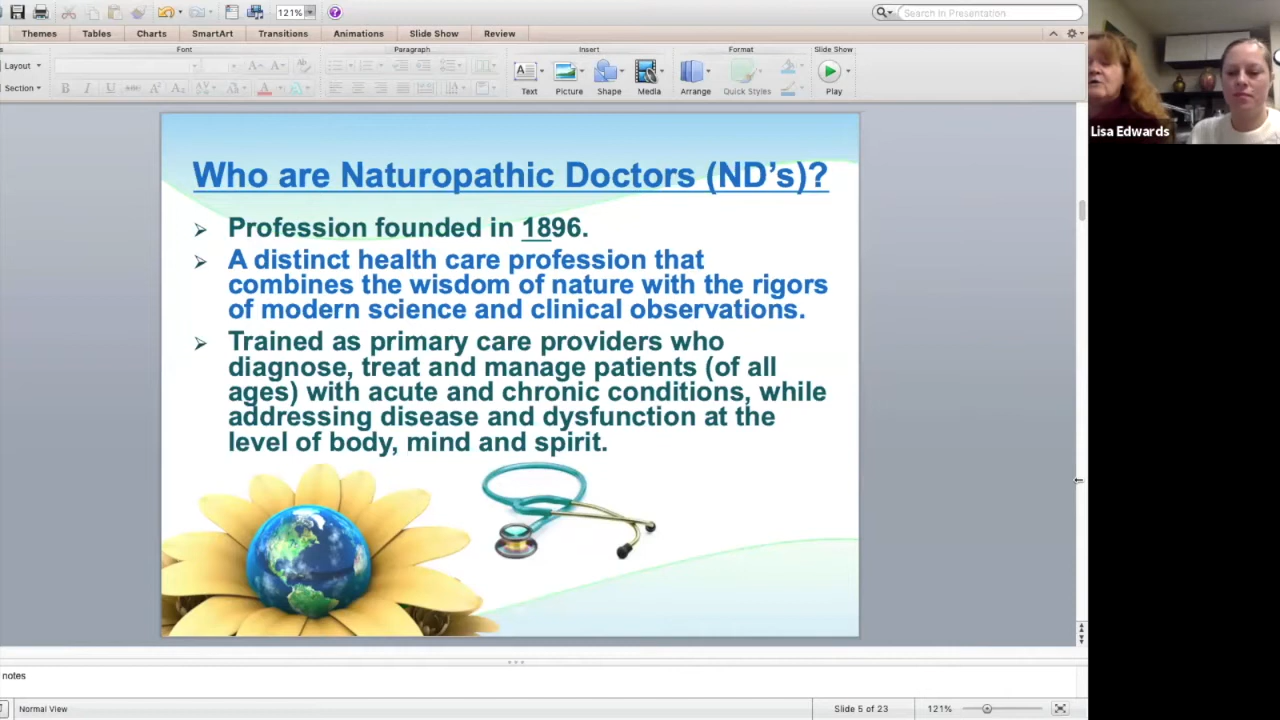 121%
Search In Presentation
Themes
Tables
Charts
SmartArt
Transitions
Animations
Slide Show
Review
Font
Paragraph
Insert
Format
Slide Show
Layout
Section
B I U
Text
Picture
Shape
Media
Arrange
Quick Styles
Play
Lisa Edwards
Who are Naturopathic Doctors (ND's)?
Profession founded in 1896.
A distinct health care profession that
combines the wisdom of nature with the rigors
of modern science and clinical observations.
Trained as primary care providers who
diagnose, treat and manage patients (of all
ages) with acute and chronic conditions, while
addressing disease and dysfunction at the
level of body, mind and spirit.
notes
Normal View
Slide 5 of 23
121%